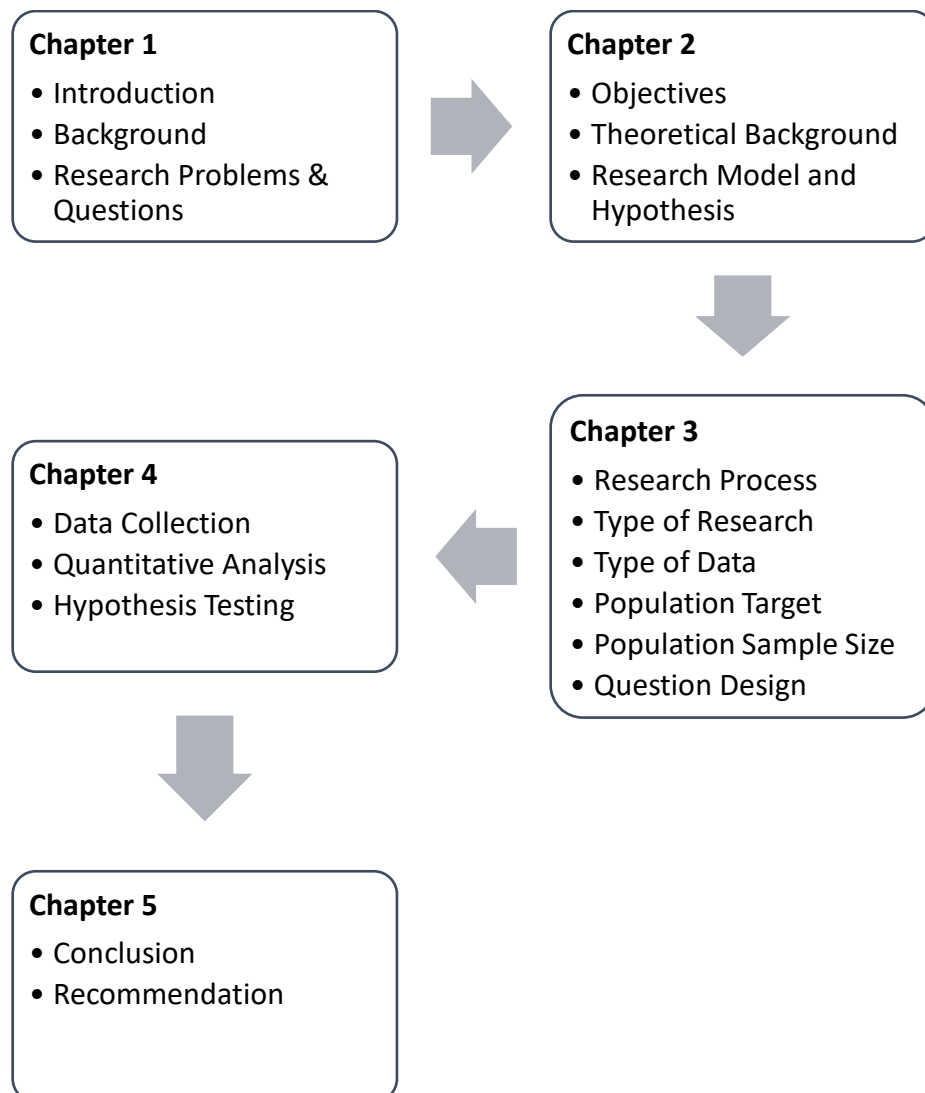 Chapter 1
• Introduction
• Background
• Research Problems &
Questions
Chapter 2
• Objectives
• Theoretical Background
• Research Model and
Hypothesis
Chapter 3
• Research Process
• Type of Research
• Type of Data
• Population Target
• Population Sample Size
• Question Design
Chapter 4
• Data Collection
• Quantitative Analysis
• Hypothesis Testing
Chapter 5
• Conclusion
• Recommendation